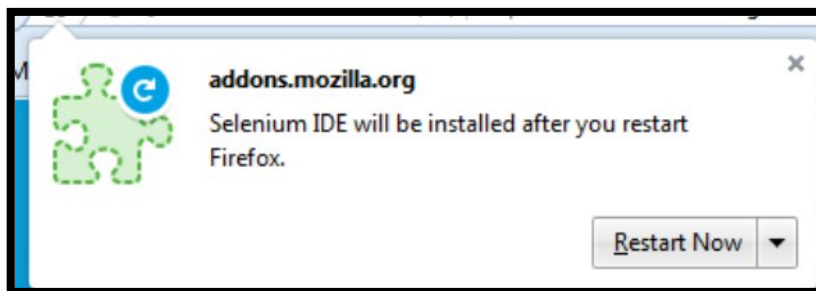 addons.mozilla.org
Selenium IDE will be installed after you restart
Firefox.
Restart Now